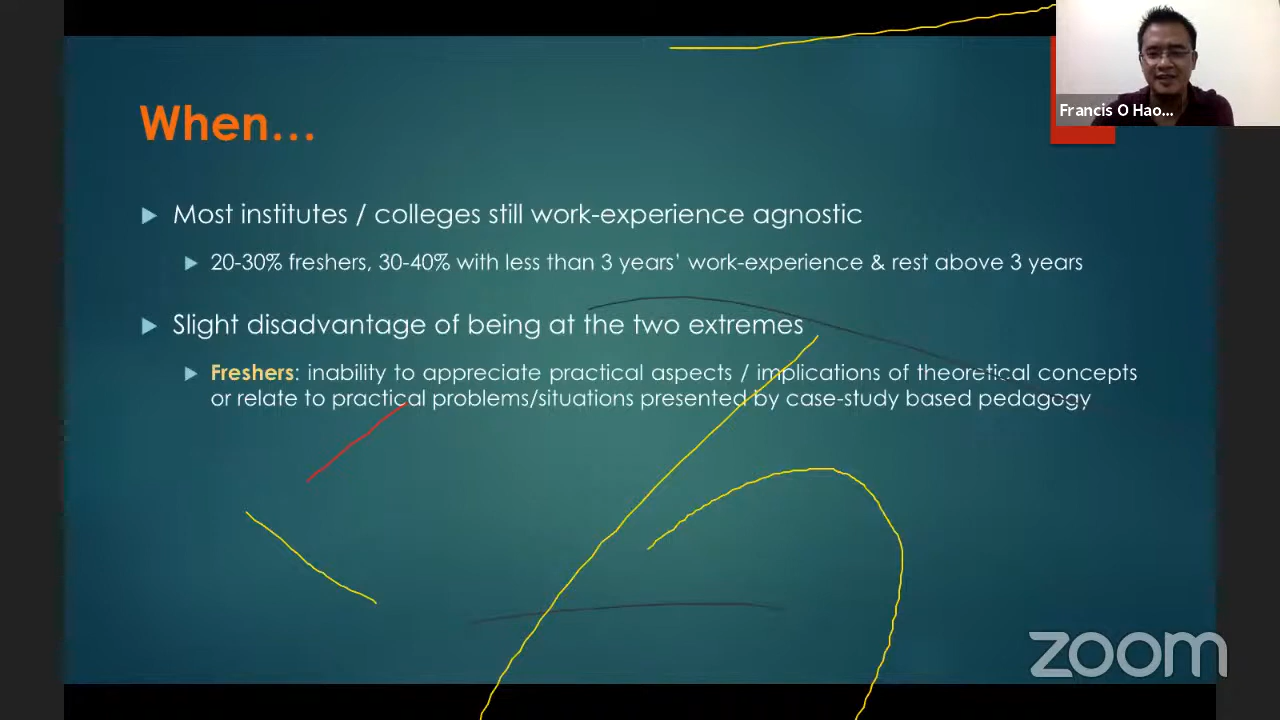 Francis O Hao...
When...
Most institutes / colleges still work-experience agnostic
20-30% freshers, 30-40% with less than 3 years' work-experience & rest above 3 years
Slight disadvantage of being at the two extremes
Freshers: inability to appreciate practical aspects / implications of theoretical concepts
or relate to practical problems/situations presented by case-study based pedagogy
zoom